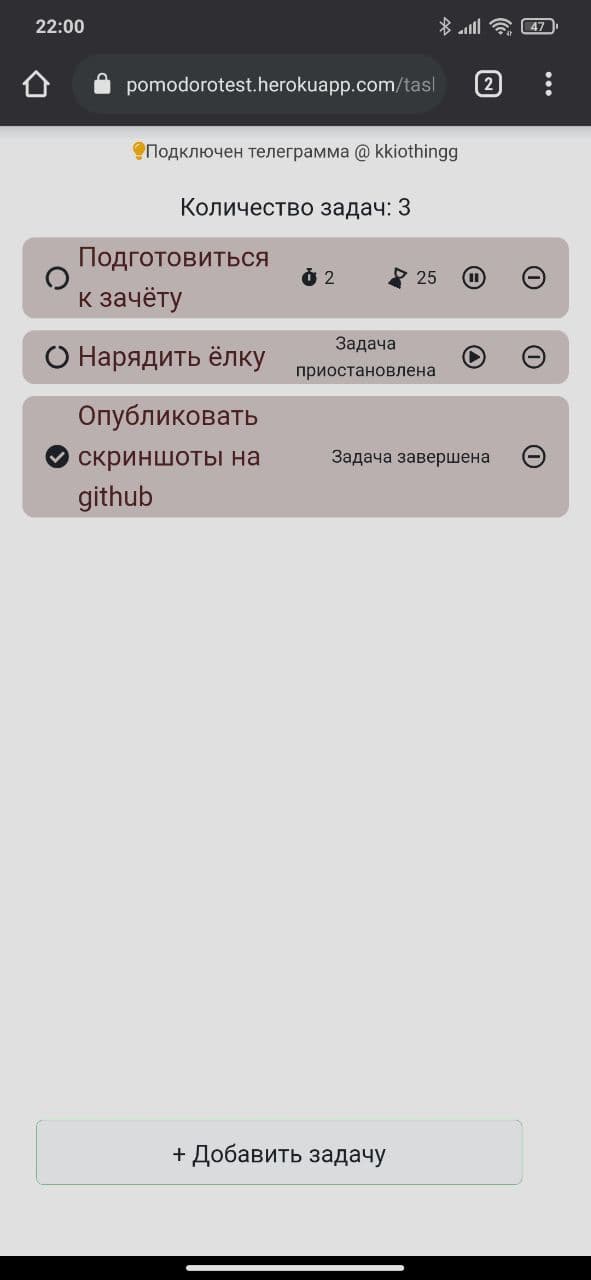 22:00
47
pomodorotest.herokuapp.com/tasl
2
Подключен телеграмма @ kkiothingg
Количество задач: 3
Подготовиться
к зачёту
2
25
Нарядить ёлку
Задача
приостановлена
Опубликовать
скриншоты на
github
Задача завершена
+ Добавить задачу